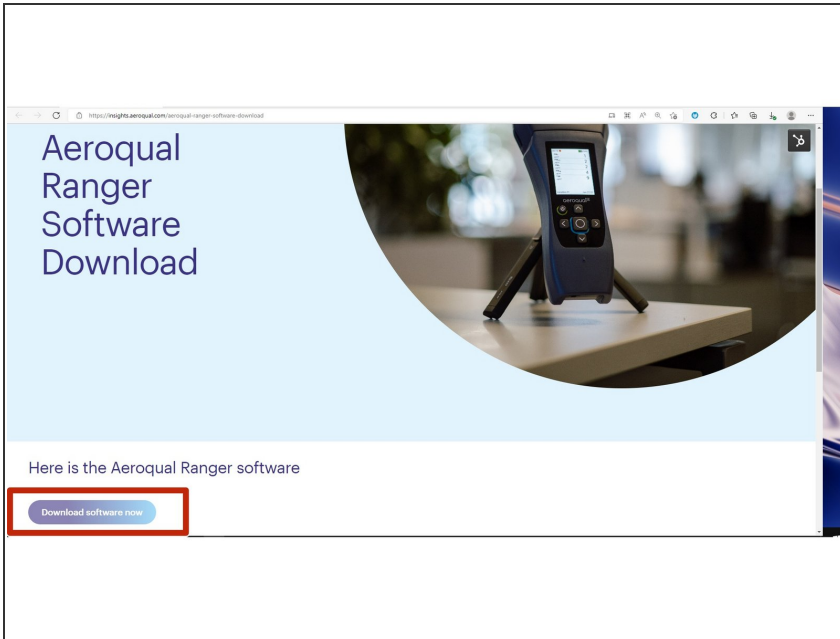 https://insights.aeroqual.com/aeroqual-ranger-software-download
Aeroqual
Ranger
Software
Download
aeroqual
Here is the Aeroqual Ranger software
Download software now